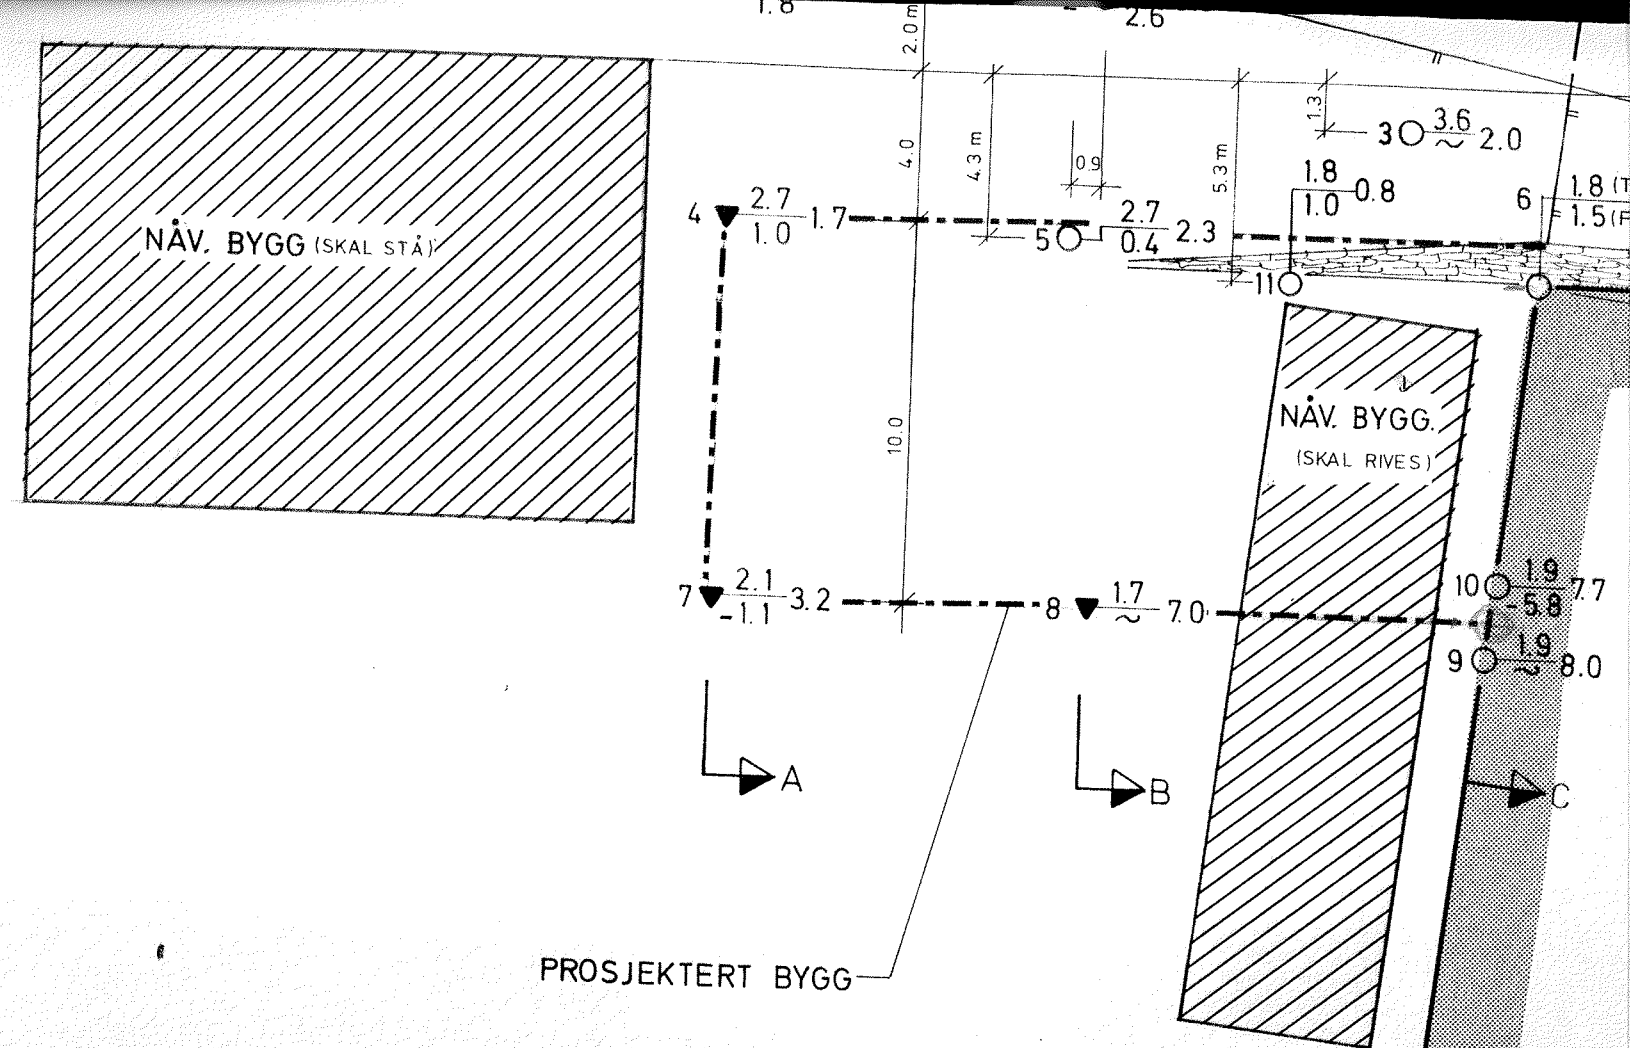 1.8
2.6
2.0 m
1.3
3 3.6
~ 2.0
4.0
4.3 m
0.9
5.3 m
1.8
1.0 0.8
6 1.8 (T
1.5 (F
4 2.7
1.0 1.7
5 2.7
0.4 2.3
NÅV. BYGG (SKAL STÅ)
11
10.0
NÅV. BYGG.
(SKAL RIVES)
7 2.1
-1.1 3.2
8 1.7
~ 7.0
10 1.9
-5.8 7.7
9 1.9
~ 8.0
A
B
C
PROSJEKTERT BYGG